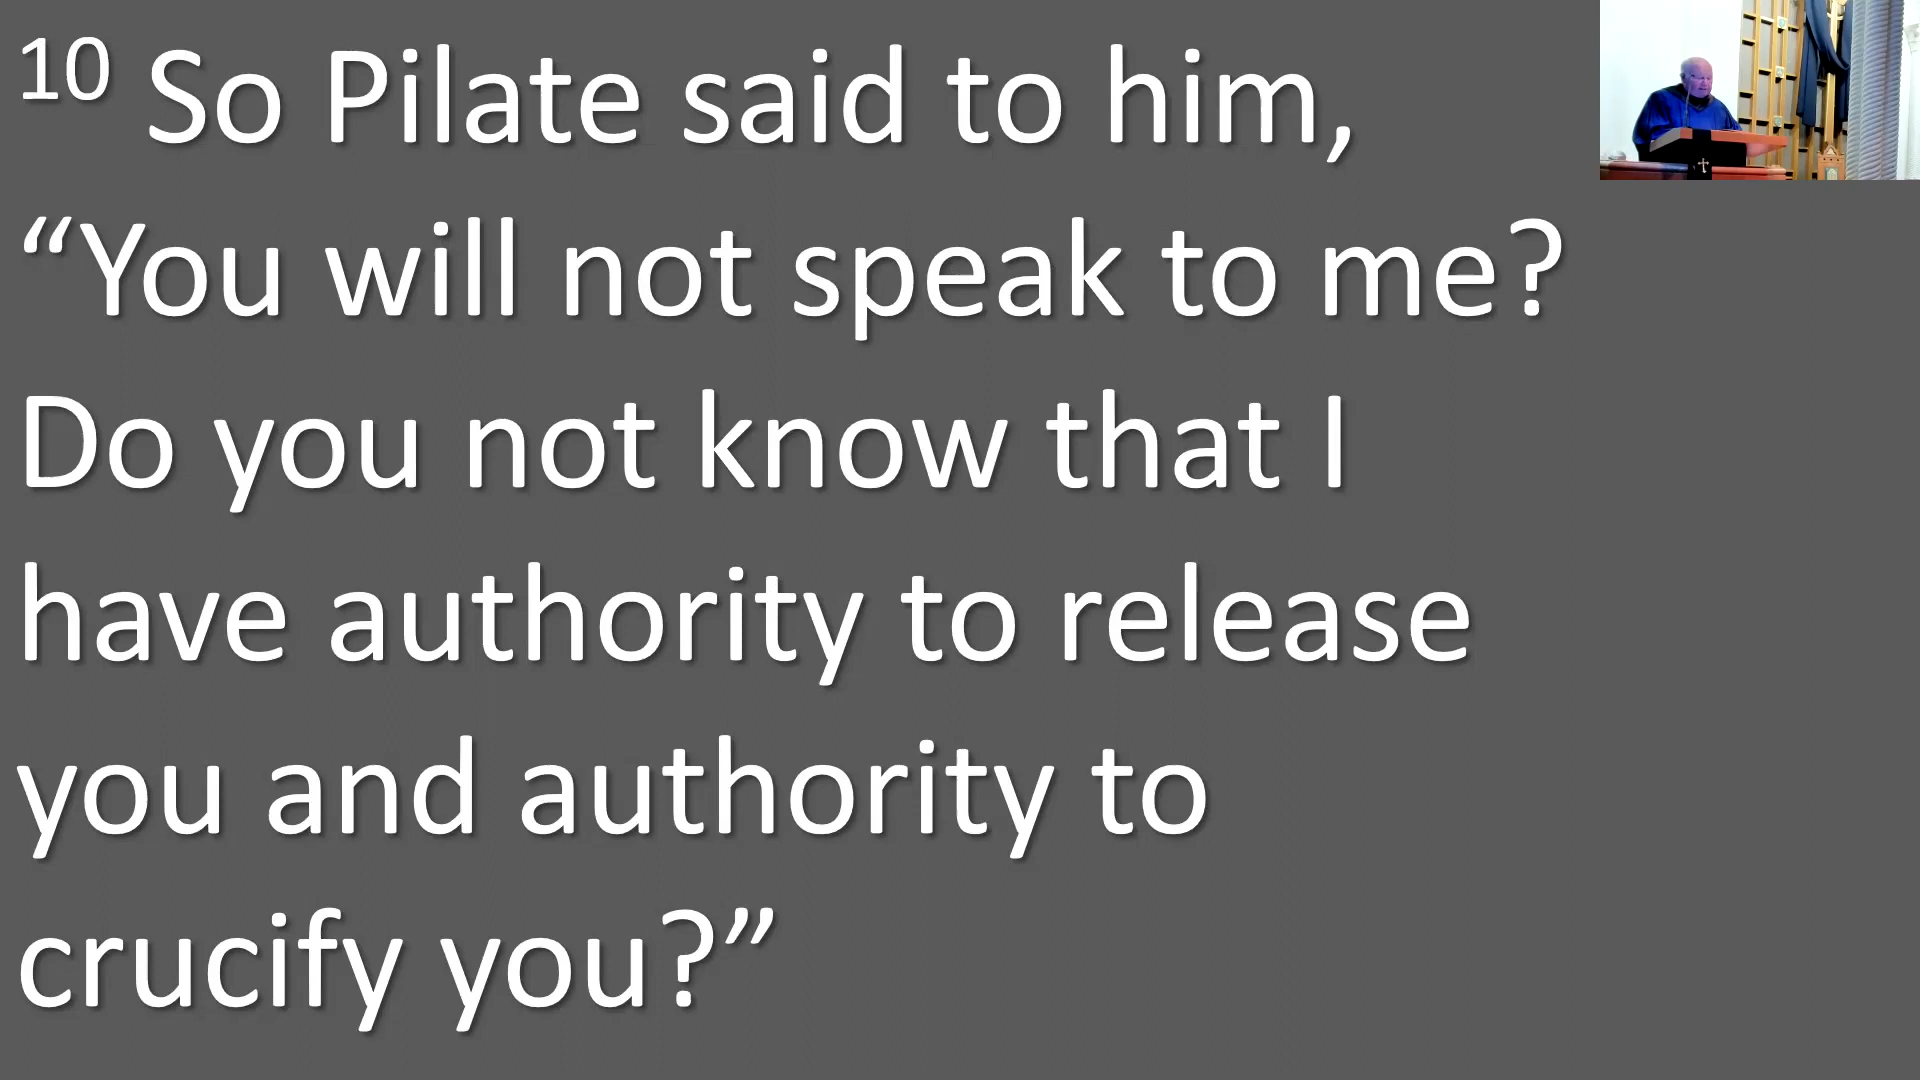 10 So Pilate said to him,
“You will not speak to me?
Do you not know that I
have authority to release
you and authority to
crucify you?”